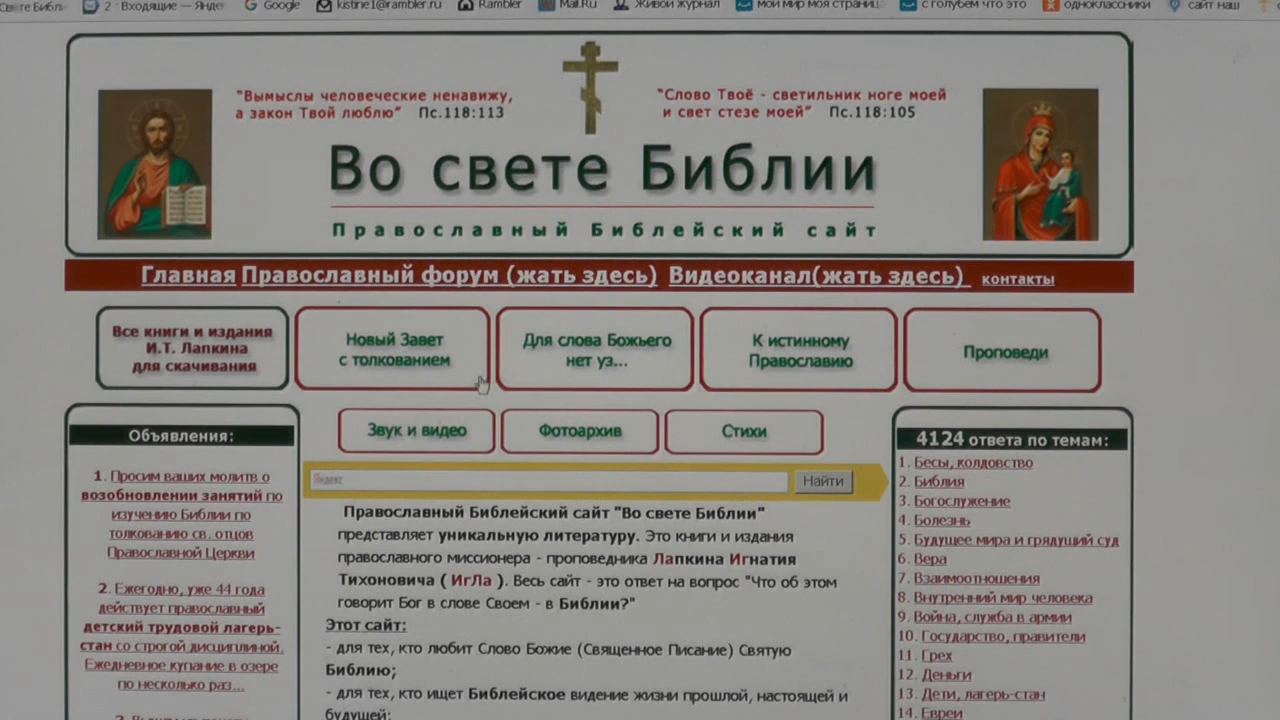 Свете Библ
2 · Входящие — Янде
Google
kistine1@rambler.ru
Rambler
Mail.Ru
Живой журнал
мой мир моя страниц
с голубем что это
одноклассники
сайт наш
"Вымыслы человеческие ненавижу,
а закон Твой люблю" Пс.118:113
"Слово Твоё - светильник ноге моей
и свет стезе моей" Пс.118:105
Во свете Библии
Православный Библейский сайт
Главная Православный форум (жать здесь) Видеоканал(жать здесь) контакты
Все книги и издания
И.Т. Лапкина
для скачивания
Новый Завет
с толкованием
Для слова Божьего
нет уз...
К истинному
Православию
Проповеди
Звук и видео
Фотоархив
Стихи
Объявления:
1. Просим ваших молитв о
возобновлении занятий по
изучению Библии по
толкованию св. отцов
Православной Церкви
2. Ежегодно, уже 44 года
действует православный
детский трудовой лагерь-
стан со строгой дисциплиной.
Ежедневное купание в озере
по несколько раз...
Яндекс
Найти
Православный Библейский сайт "Во свете Библии"
представляет уникальную литературу. Это книги и издания
православного миссионера - проповедника Лапкина Игнатия
Тихоновича ( ИгЛа ). Весь сайт - это ответ на вопрос "Что об этом
говорит Бог в слове Своем - в Библии?"
Этот сайт:
- для тех, кто любит Слово Божие (Священное Писание) Святую
Библию;
- для тех, кто ищет Библейское видение жизни прошлой, настоящей и
будущей;
4124 ответа по темам:
1. Бесы, колдовство
2. Библия
3. Богослужение
4. Болезнь
5. Будущее мира и грядущий суд
6. Вера
7. Взаимоотношения
8. Внутренний мир человека
9. Война, служба в армии
10. Государство, правители
11. Грех
12. Деньги
13. Дети, лагерь-стан
14. Евреи